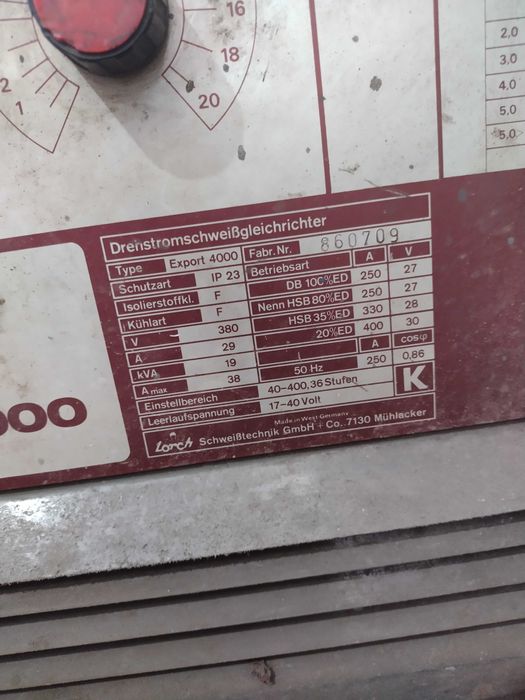 16
18
20
2
1
2,0
3,0
4,0
5,0
5,0
000
Drehstromschweißgleichrichter
Type Export 4000 Fabr. Nr. 860709
Schutzart IP 23 Betriebsart A V
Isolierstoffkl. F DB 100%ED 250 27
Kühlart F Nenn HSB 80%ED 250 27
V 380 HSB 35%ED 330 28
A 29 20%ED 400 30
kVA 19 A cosφ
A max 38 50 Hz 250 0,86
Einstellbereich 40-400, 36 Stufen K
Leerlaufspannung 17-40 Volt
Made in West-Germany
Lorch Schweißtechnik GmbH + Co. 7130 Mühlacker